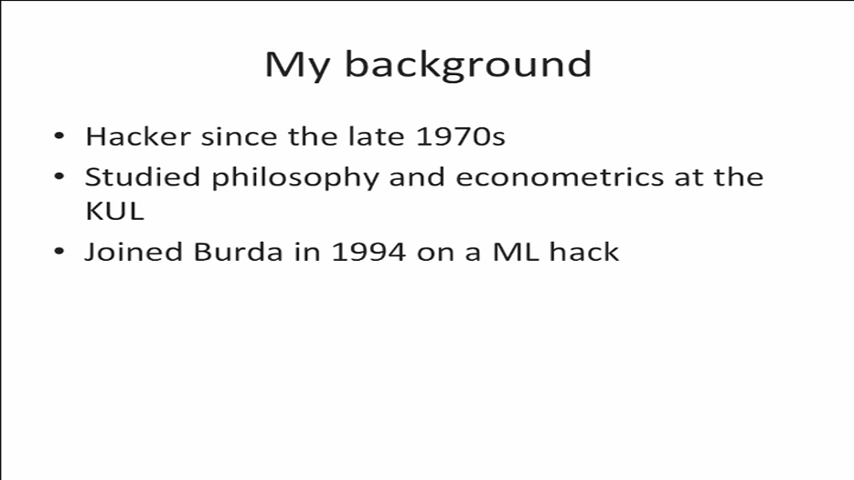 My background
• Hacker since the late 1970s
• Studied philosophy and econometrics at the
KUL
• Joined Burda in 1994 on a ML hack